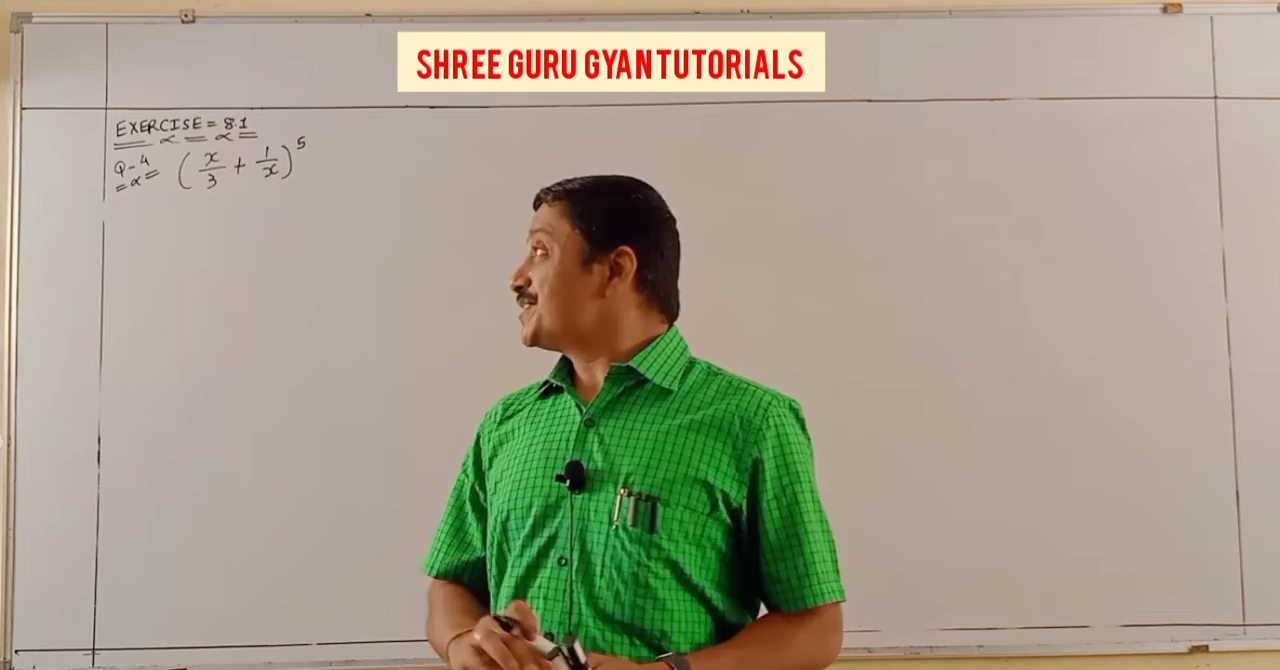 SHREE GURU GYAN TUTORIALS
EXERCISE = 8.1
Q-4 (x/3 + 1/x)^5